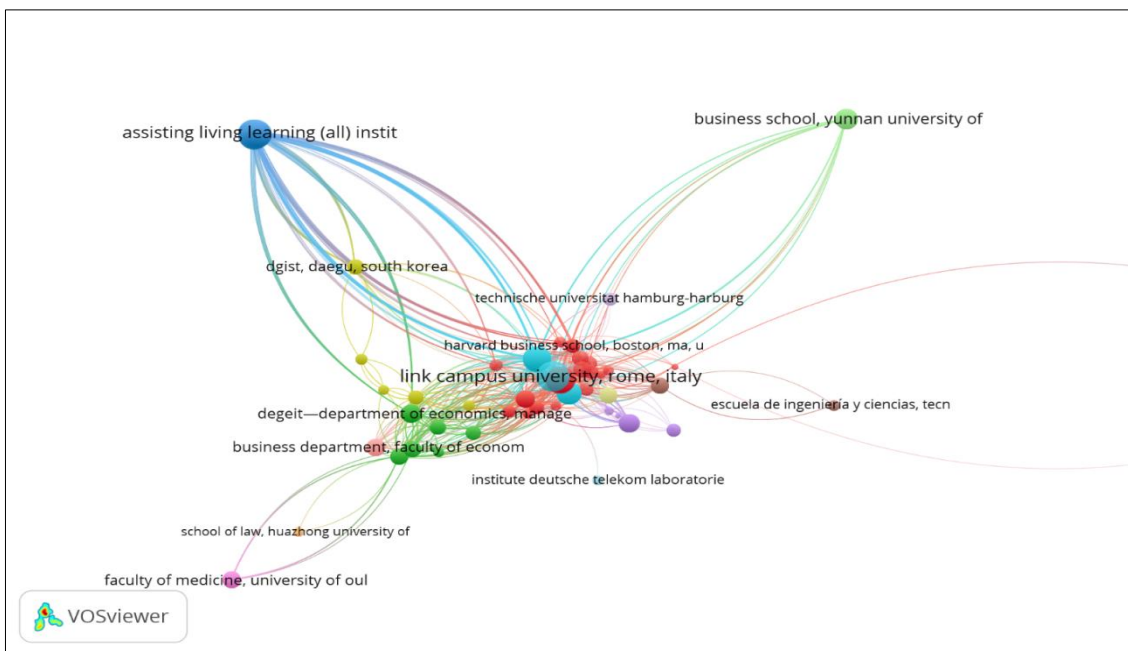 business school, yunnan university of
assisting living learning (all) instit
dgist, daegu, south korea
technische universitat hamburg-harburg
harvard business school, boston, ma, u
link campus university, rome, italy
escuela de ingeniería y ciencias, tecn
degeit—department of economics, manage
business department, faculty of econom
institute deutsche telekom laboratorie
school of law, huazhong university of
faculty of medicine, university of oul
VOSviewer